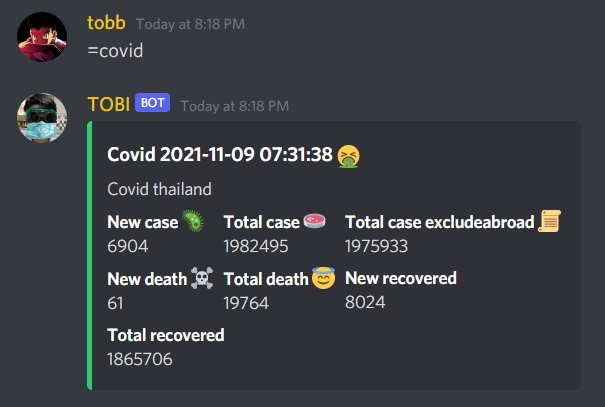 tobb Today at 8:18 PM
=covid
TOBI BOT Today at 8:18 PM
Covid 2021-11-09 07:31:38 🤮
Covid thailand
New case 🦠 Total case 🧫 Total case excludeabroad 📜
6904 1982495 1975933
New death ☠️ Total death 😇 New recovered
61 19764 8024
Total recovered
1865706